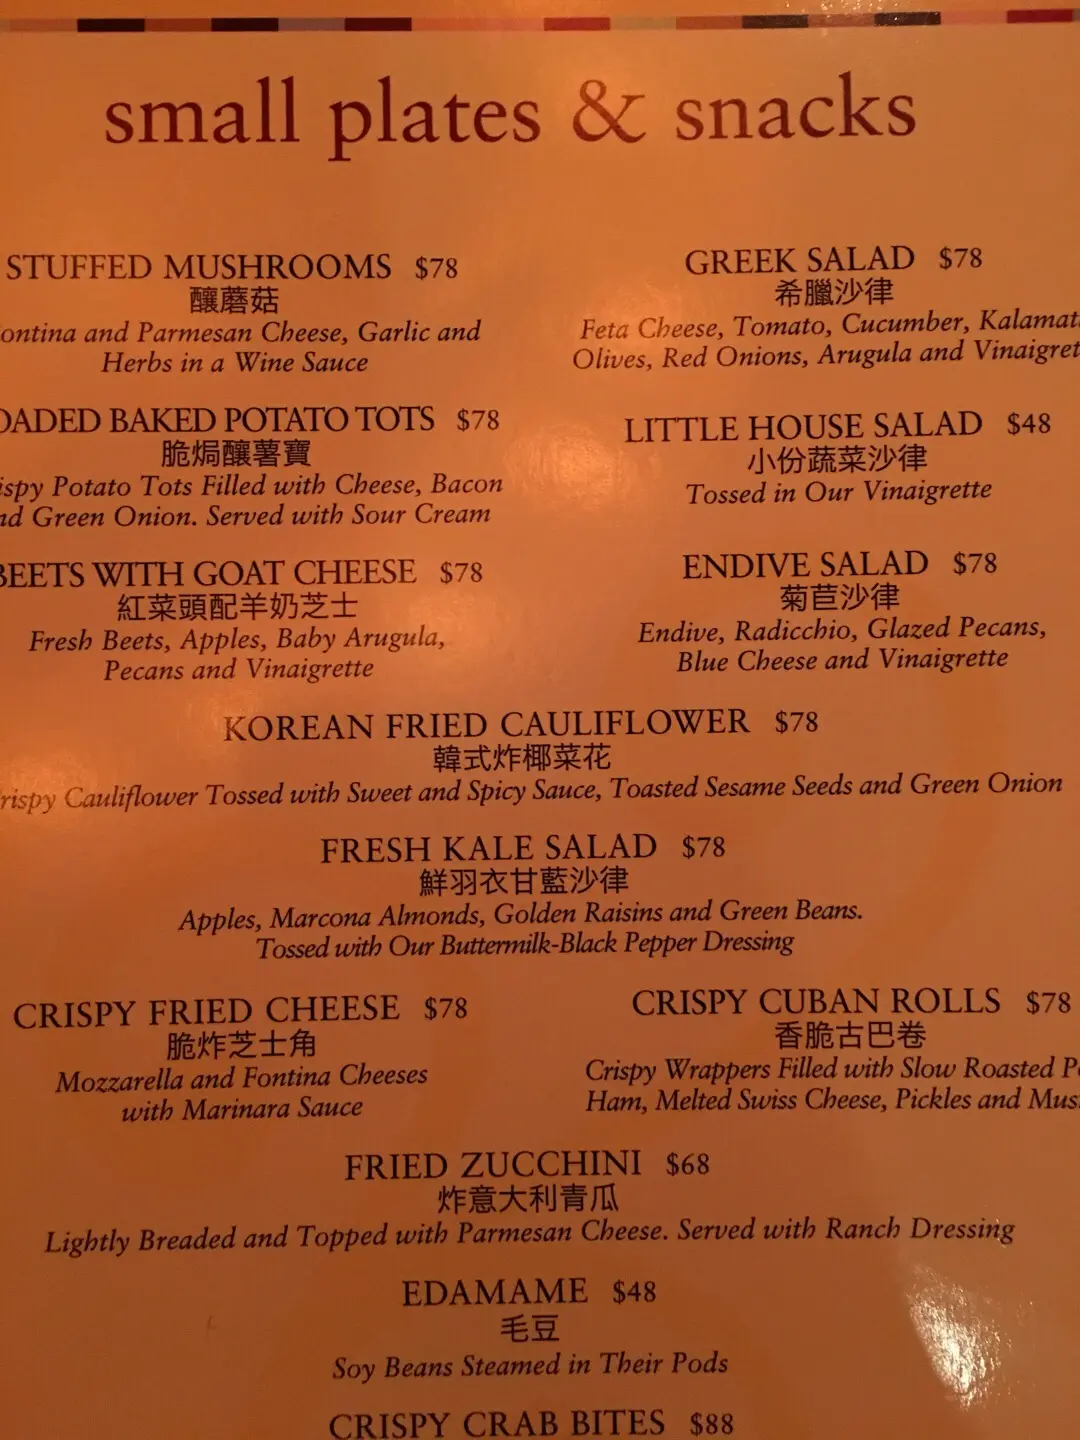 small plates & snacks
STUFFED MUSHROOMS $78
釀蘑菇
and Parmesan Cheese, Garlic and
Herbs in a Wine Sauce
GREEK SALAD $78
希臘沙律
Feta Cheese, Tomato, Cucumber,
Olives, Red Onions, Arugula and
BAKED POTATO TOTS $78
脆焗釀薯寶
Potato Tots Filled with Cheese, Bacon
Green Onion. Served with Sour Cream
LITTLE HOUSE SALAD $48
小份蔬菜沙律
Tossed in Our Vinaigrette
BEETS WITH GOAT CHEESE $78
紅菜頭配羊奶芝士
Fresh Beets, Apples, Baby Arugula,
Pecans and Vinaigrette
ENDIVE SALAD $78
菊苣沙律
Endive, Radicchio, Glazed Pecans,
Blue Cheese and Vinaigrette
KOREAN FRIED CAULIFLOWER $78
韓式炸椰菜花
Cauliflower Tossed with Sweet and Spicy Sauce, Toasted Sesame Seeds and Green Onion
FRESH KALE SALAD $78
鮮羽衣甘藍沙律
Apples, Marcona Almonds, Golden Raisins and Green Beans.
Tossed with Our Buttermilk-Black Pepper Dressing
CRISPY FRIED CHEESE $78
脆炸芝士角
Mozzarella and Fontina Cheeses
with Marinara Sauce
CRISPY CUBAN ROLLS $78
香脆古巴卷
Crispy Wrappers Filled with Slow Roasted
Ham, Melted Swiss Cheese, Pickles and
FRIED ZUCCHINI $68
炸意大利青瓜
Lightly Breaded and Topped with Parmesan Cheese. Served with Ranch Dressing
EDAMAME $48
毛豆
Soy Beans Steamed in Their Pods
CRISPY CRAB BITES $88